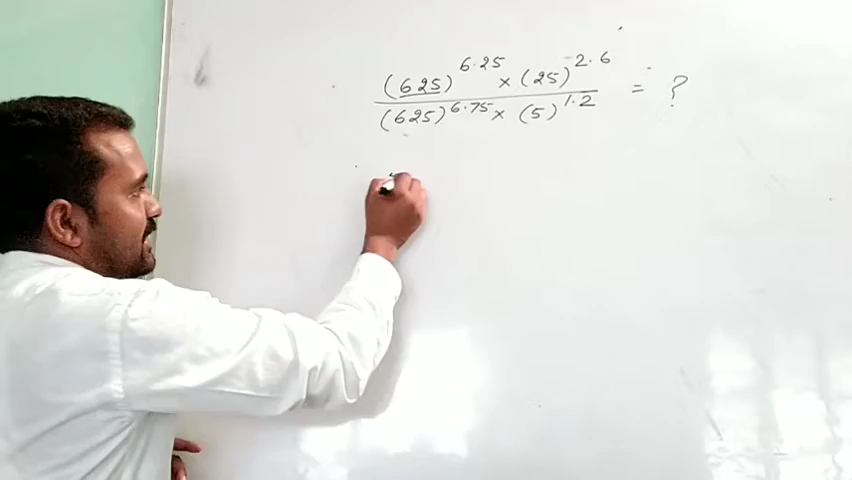 (625)^6.25 × (25)^-2.6 = ?
(625)^6.75 × (5)^1.2